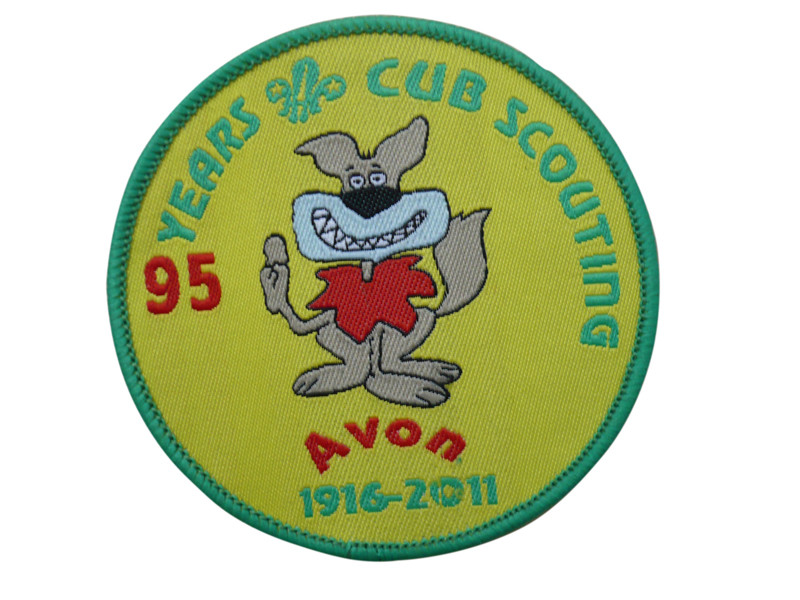 95 YEARS CUB SCOUTING
Avon
1916-2011